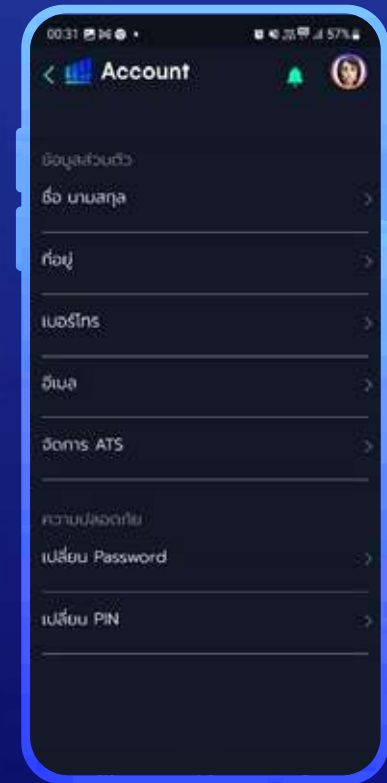 00:31
57%
Account
ข้อมูลส่วนตัว
ชื่อ นามสกุล
ที่อยู่
เบอร์โทร
อีเมล
จัดการ ATS
ความปลอดภัย
เปลี่ยน Password
เปลี่ยน PIN